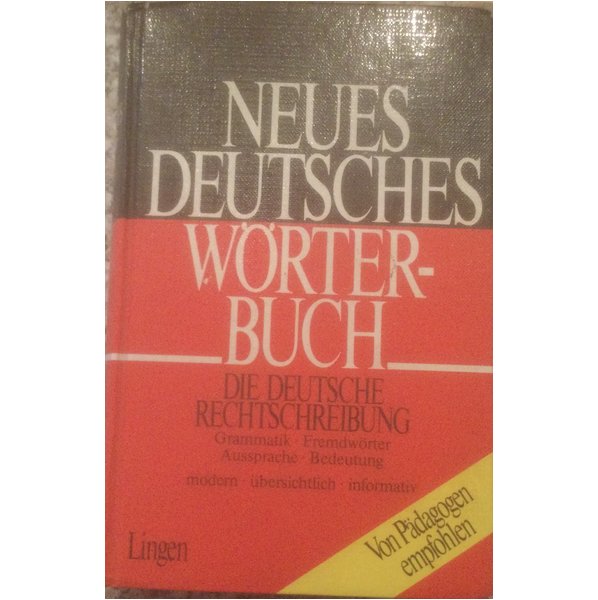 NEUES
DEUTSCHES
WÖRTER-
BUCH
DIE DEUTSCHE
RECHTSCHREIBUNG
Grammatik · Fremdwörter
Aussprache · Bedeutung
modern · übersichtlich · informativ
Von Pädagogen
empfohlen
Lingen